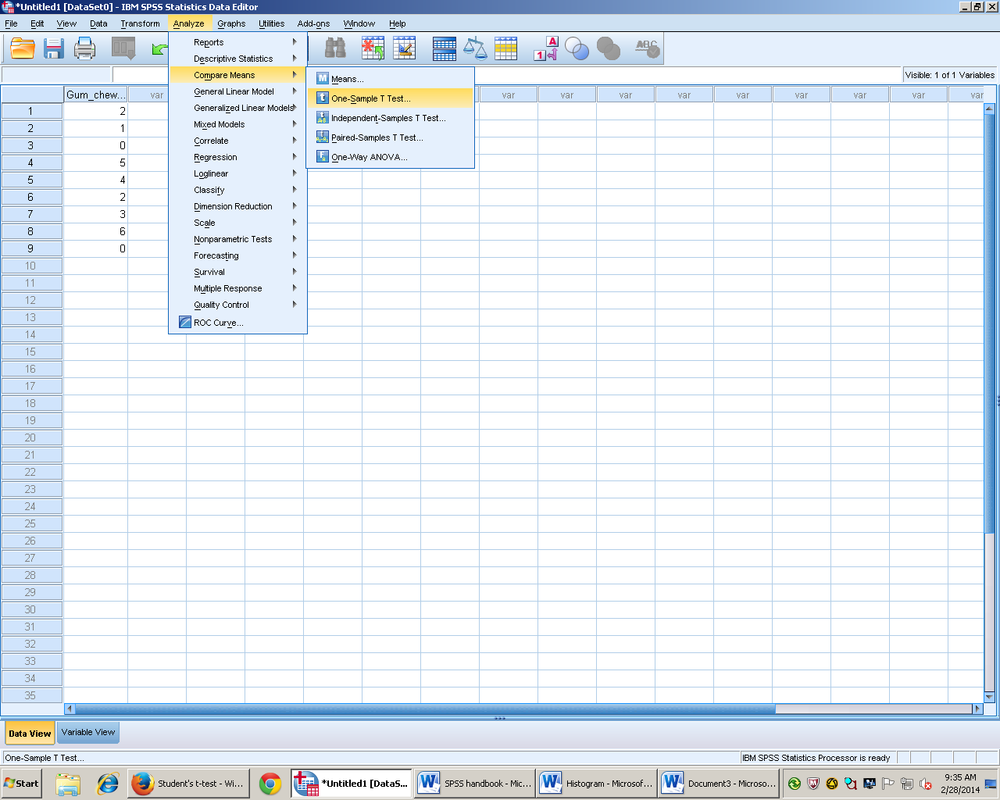 *Untitled1 [DataSet0] - IBM SPSS Statistics Data Editor
File Edit View Data Transform Analyze Graphs Utilities Add-ons Window Help
1 A
ABC
Visible: 1 of 1 Variables
Reports
Descriptive Statistics
Compare Means
General Linear Model
Generalized Linear Models
Mixed Models
Correlate
Regression
Loglinear
Classify
Dimension Reduction
Scale
Nonparametric Tests
Forecasting
Survival
Multiple Response
Quality Control
ROC Curve...
M Means...
t One-Sample T Test...
Independent-Samples T Test...
Paired-Samples T Test...
One-Way ANOVA...
Gum_chew... var var var var var var var var var var
1 2
2 1
3 0
4 5
5 4
6 2
7 3
8 6
9 0
10
11
12
13
14
15
16
17
18
19
20
21
22
23
24
25
26
27
28
29
30
31
32
33
34
35
Data View Variable View
One-Sample T Test... IBM SPSS Statistics Processor is ready
Start Student's t-test - Wi... *Untitled1 [DataS... SPSS handbook - Mic... Histogram - Microsof... Document3 - Microso... 9:35 AM
2/28/2014